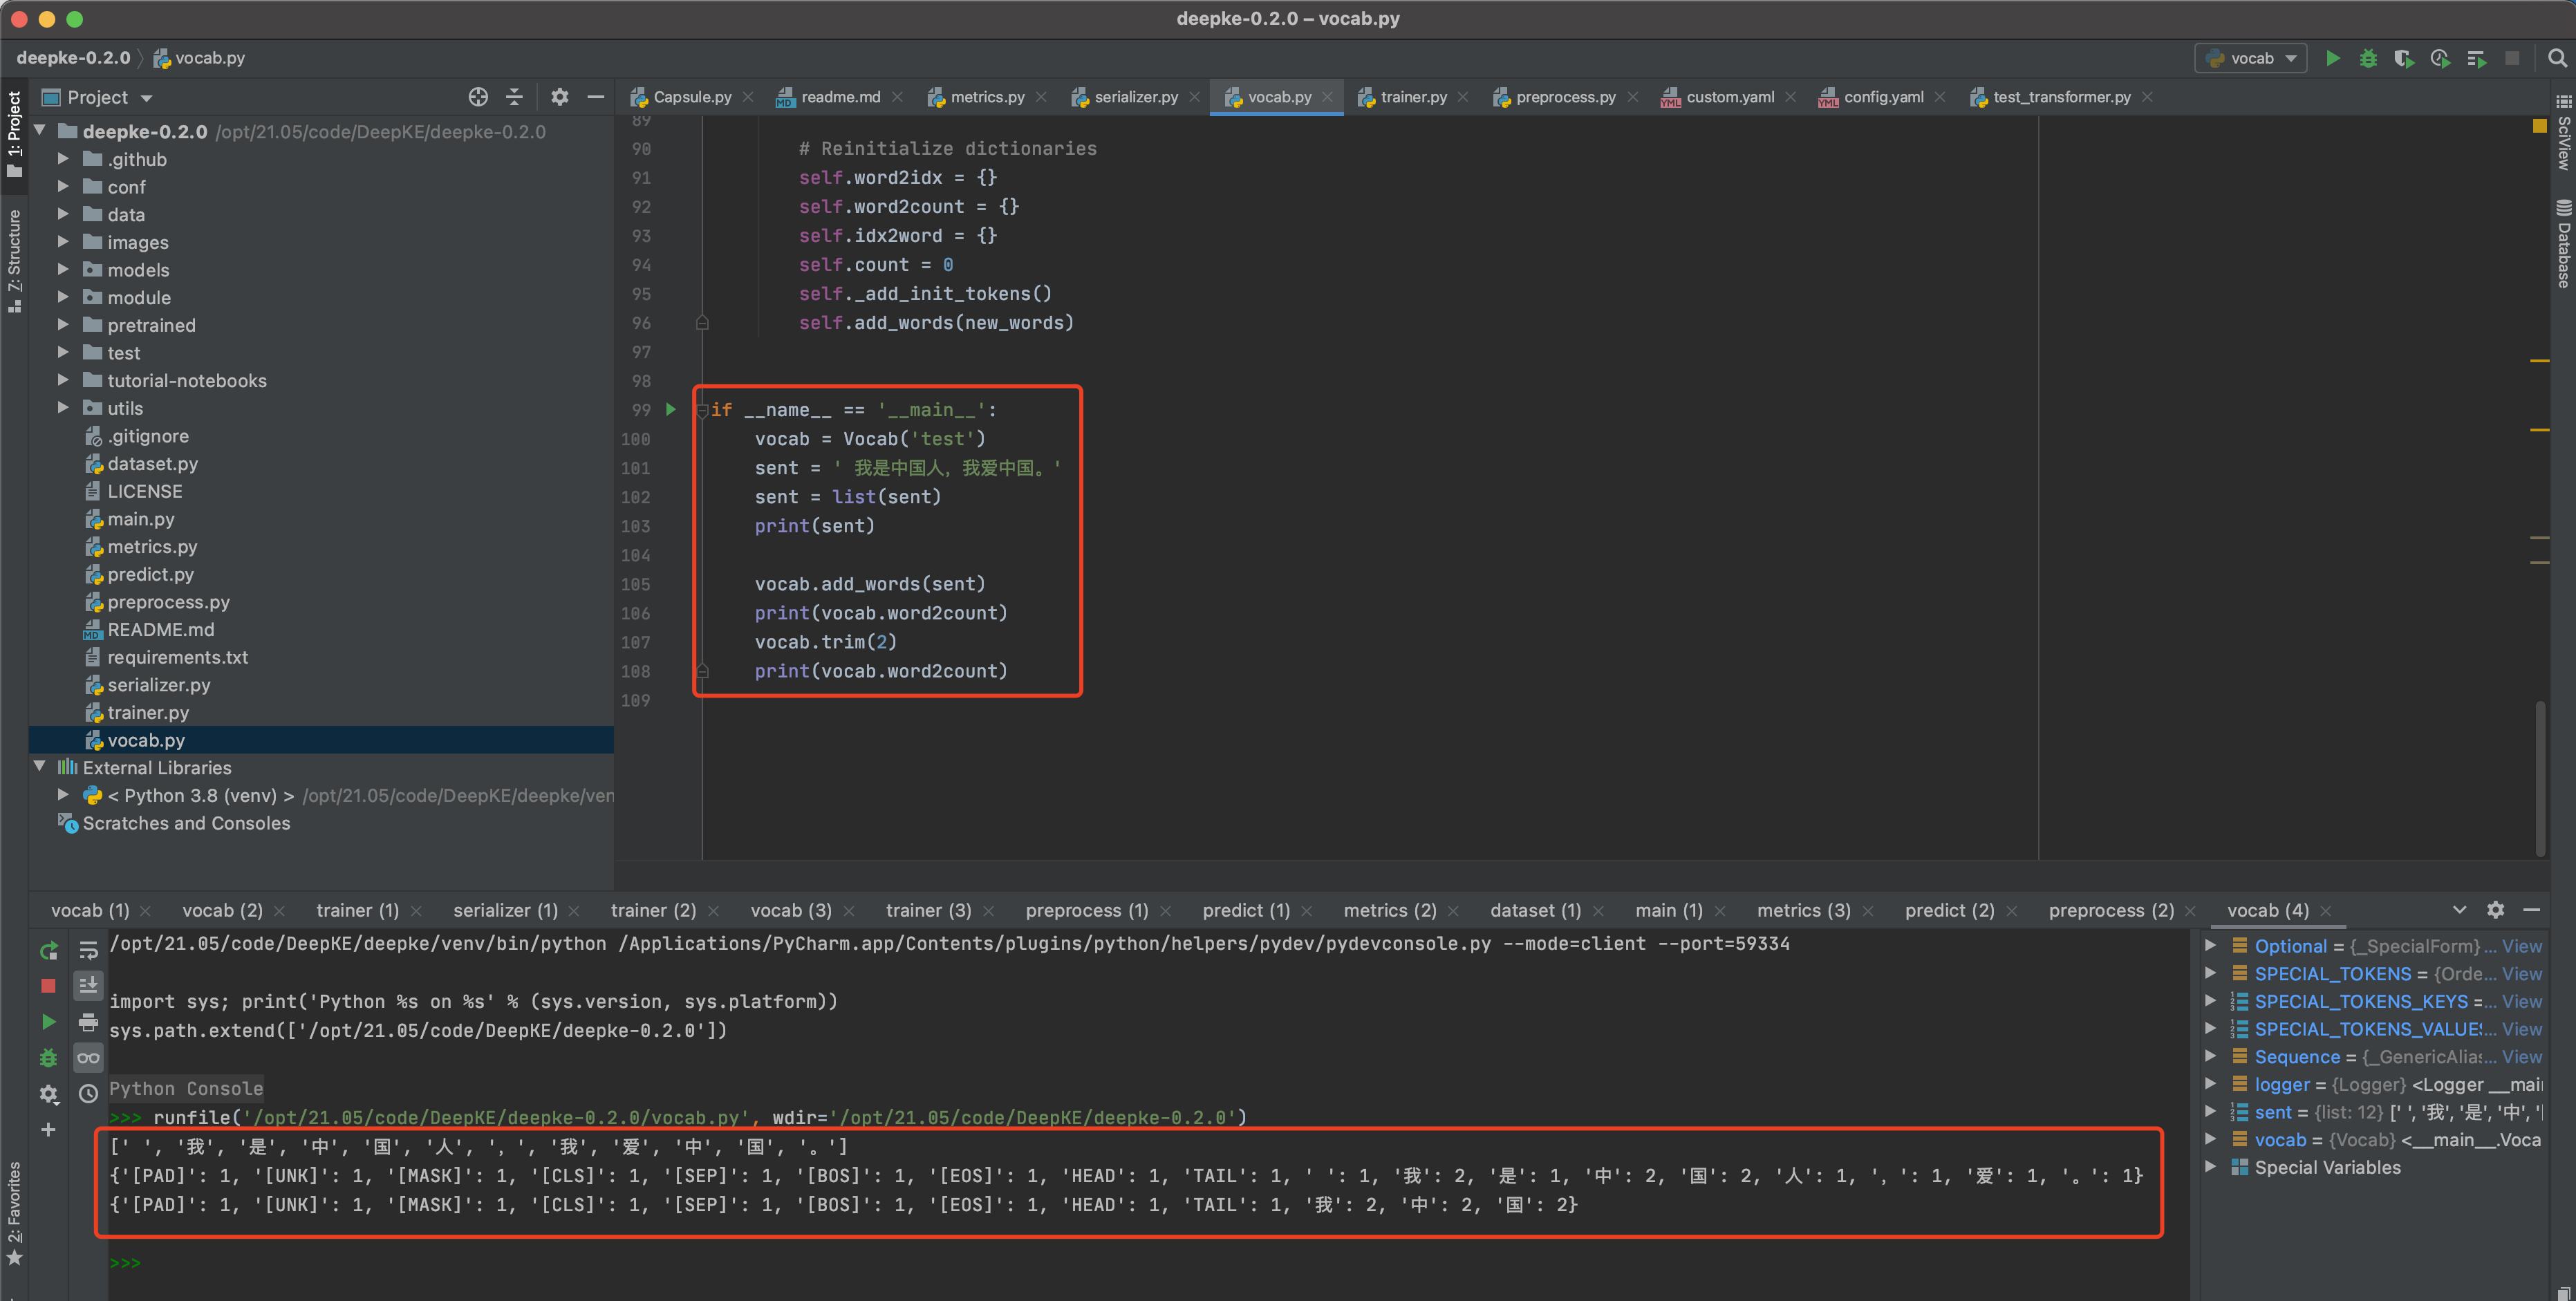 deepke-0.2.0 – vocab.py
deepke-0.2.0 vocab.py
vocab
Project
Capsule.py
readme.md
metrics.py
serializer.py
vocab.py
trainer.py
preprocess.py
custom.yaml
config.yaml
test_transformer.py
1: Project
7: Structure
2: Favorites
SciView
Database
deepke-0.2.0 /opt/21.05/code/DeepKE/deepke-0.2.0
.github
conf
data
images
models
module
pretrained
test
tutorial-notebooks
utils
.gitignore
dataset.py
LICENSE
main.py
metrics.py
predict.py
preprocess.py
README.md
requirements.txt
serializer.py
trainer.py
vocab.py
External Libraries
< Python 3.8 (venv) > /opt/21.05/code/DeepKE/deepke/ven
Scratches and Consoles
89
90 # Reinitialize dictionaries
91 self.word2idx = {}
92 self.word2count = {}
93 self.idx2word = {}
94 self.count = 0
95 self._add_init_tokens()
96 self.add_words(new_words)
97
98
99 if __name__ == '__main__':
100 vocab = Vocab('test')
101 sent = ' 我是中国人，我爱中国。'
102 sent = list(sent)
103 print(sent)
104
105 vocab.add_words(sent)
106 print(vocab.word2count)
107 vocab.trim(2)
108 print(vocab.word2count)
109
vocab (1)
vocab (2)
trainer (1)
serializer (1)
trainer (2)
vocab (3)
trainer (3)
preprocess (1)
predict (1)
metrics (2)
dataset (1)
main (1)
metrics (3)
predict (2)
preprocess (2)
vocab (4)
/opt/21.05/code/DeepKE/deepke/venv/bin/python /Applications/PyCharm.app/Contents/plugins/python/helpers/pydev/pydevconsole.py --mode=client --port=59334
import sys; print('Python %s on %s' % (sys.version, sys.platform))
sys.path.extend(['/opt/21.05/code/DeepKE/deepke-0.2.0'])
Python Console
>>> runfile('/opt/21.05/code/DeepKE/deepke-0.2.0/vocab.py', wdir='/opt/21.05/code/DeepKE/deepke-0.2.0')
[' ', '我', '是', '中', '国', '人', '，', '我', '爱', '中', '国', '。']
{'[PAD]': 1, '[UNK]': 1, '[MASK]': 1, '[CLS]': 1, '[SEP]': 1, '[BOS]': 1, '[EOS]': 1, 'HEAD': 1, 'TAIL': 1, ' ': 1, '我': 2, '是': 1, '中': 2, '国': 2, '人': 1, '，': 1, '爱': 1, '。': 1}
{'[PAD]': 1, '[UNK]': 1, '[MASK]': 1, '[CLS]': 1, '[SEP]': 1, '[BOS]': 1, '[EOS]': 1, 'HEAD': 1, 'TAIL': 1, '我': 2, '中': 2, '国': 2}
>>>
Optional = {_SpecialForm}... View
SPECIAL_TOKENS = {Orde... View
SPECIAL_TOKENS_KEYS =... View
SPECIAL_TOKENS_VALUES... View
Sequence = {_GenericAlias... View
logger = {Logger} <Logger __mai
sent = {list: 12} [' ', '我', '是', '中', '
vocab = {Vocab} <__main__.Voca
Special Variables